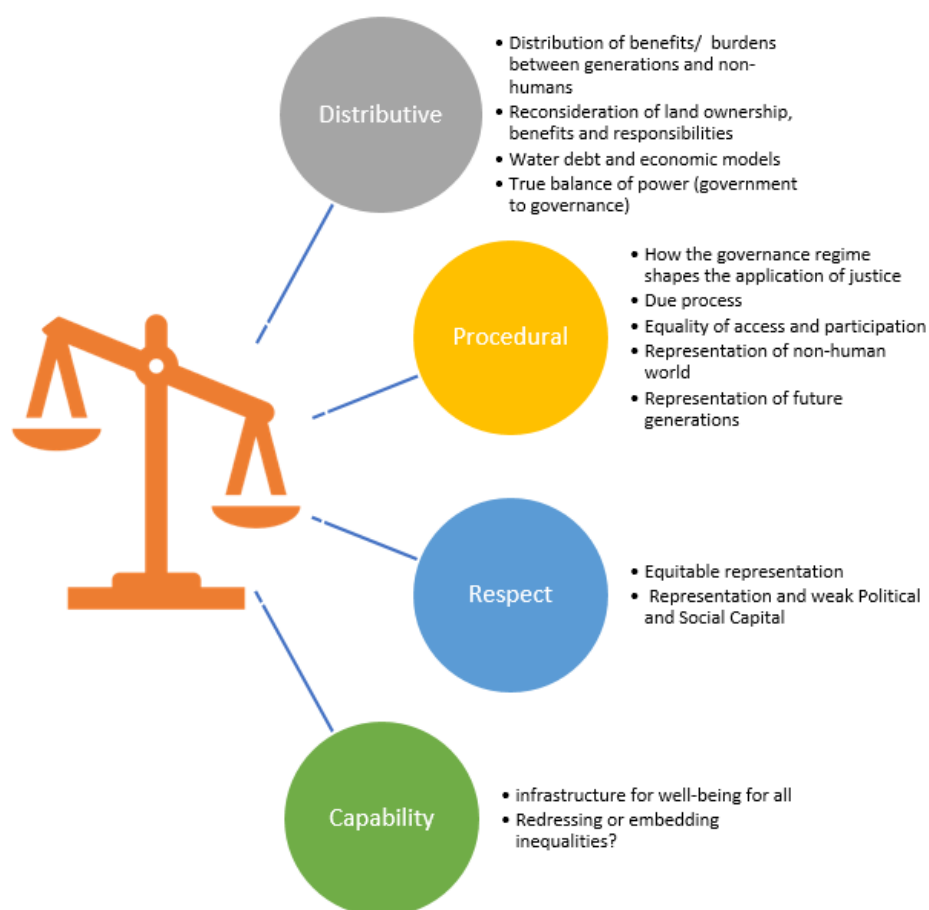 Distributive
• Distribution of benefits/ burdens
between generations and non-
humans
• Reconsideration of land ownership,
benefits and responsibilities
• Water debt and economic models
• True balance of power (government
to governance)
Procedural
• How the governance regime
shapes the application of justice
• Due process
• Equality of access and participation
• Representation of non-human
world
• Representation of future
generations
Respect
• Equitable representation
• Representation and weak Political
and Social Capital
Capability
• infrastructure for well-being for all
• Redressing or embedding
inequalities?